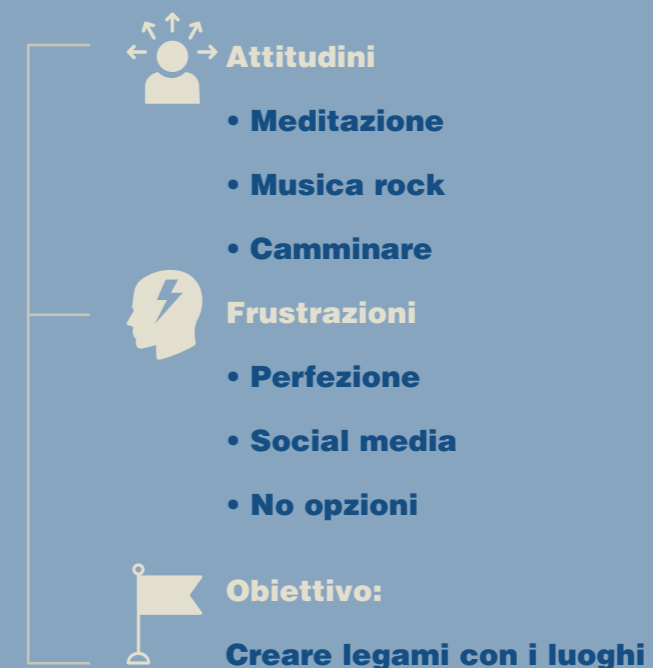 Attitudini
• Meditazione
• Musica rock
• Camminare
Frustrazioni
• Perfezione
• Social media
• No opzioni
Obiettivo:
Creare legami con i luoghi